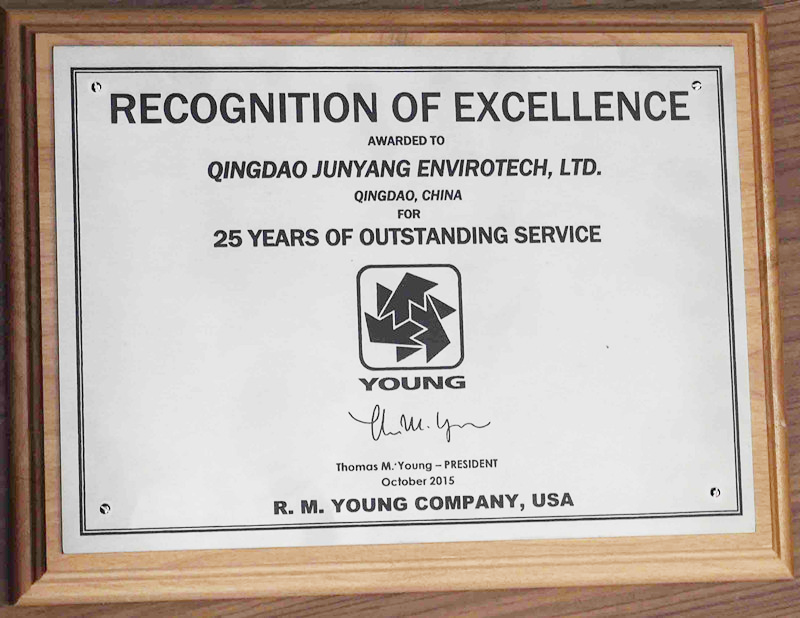 RECOGNITION OF EXCELLENCE
AWARDED TO
QINGDAO JUNYANG ENVIROTECH, LTD.
QINGDAO, CHINA
FOR
25 YEARS OF OUTSTANDING SERVICE
YOUNG
Thomas M. Young – PRESIDENT
October 2015
R. M. YOUNG COMPANY, USA